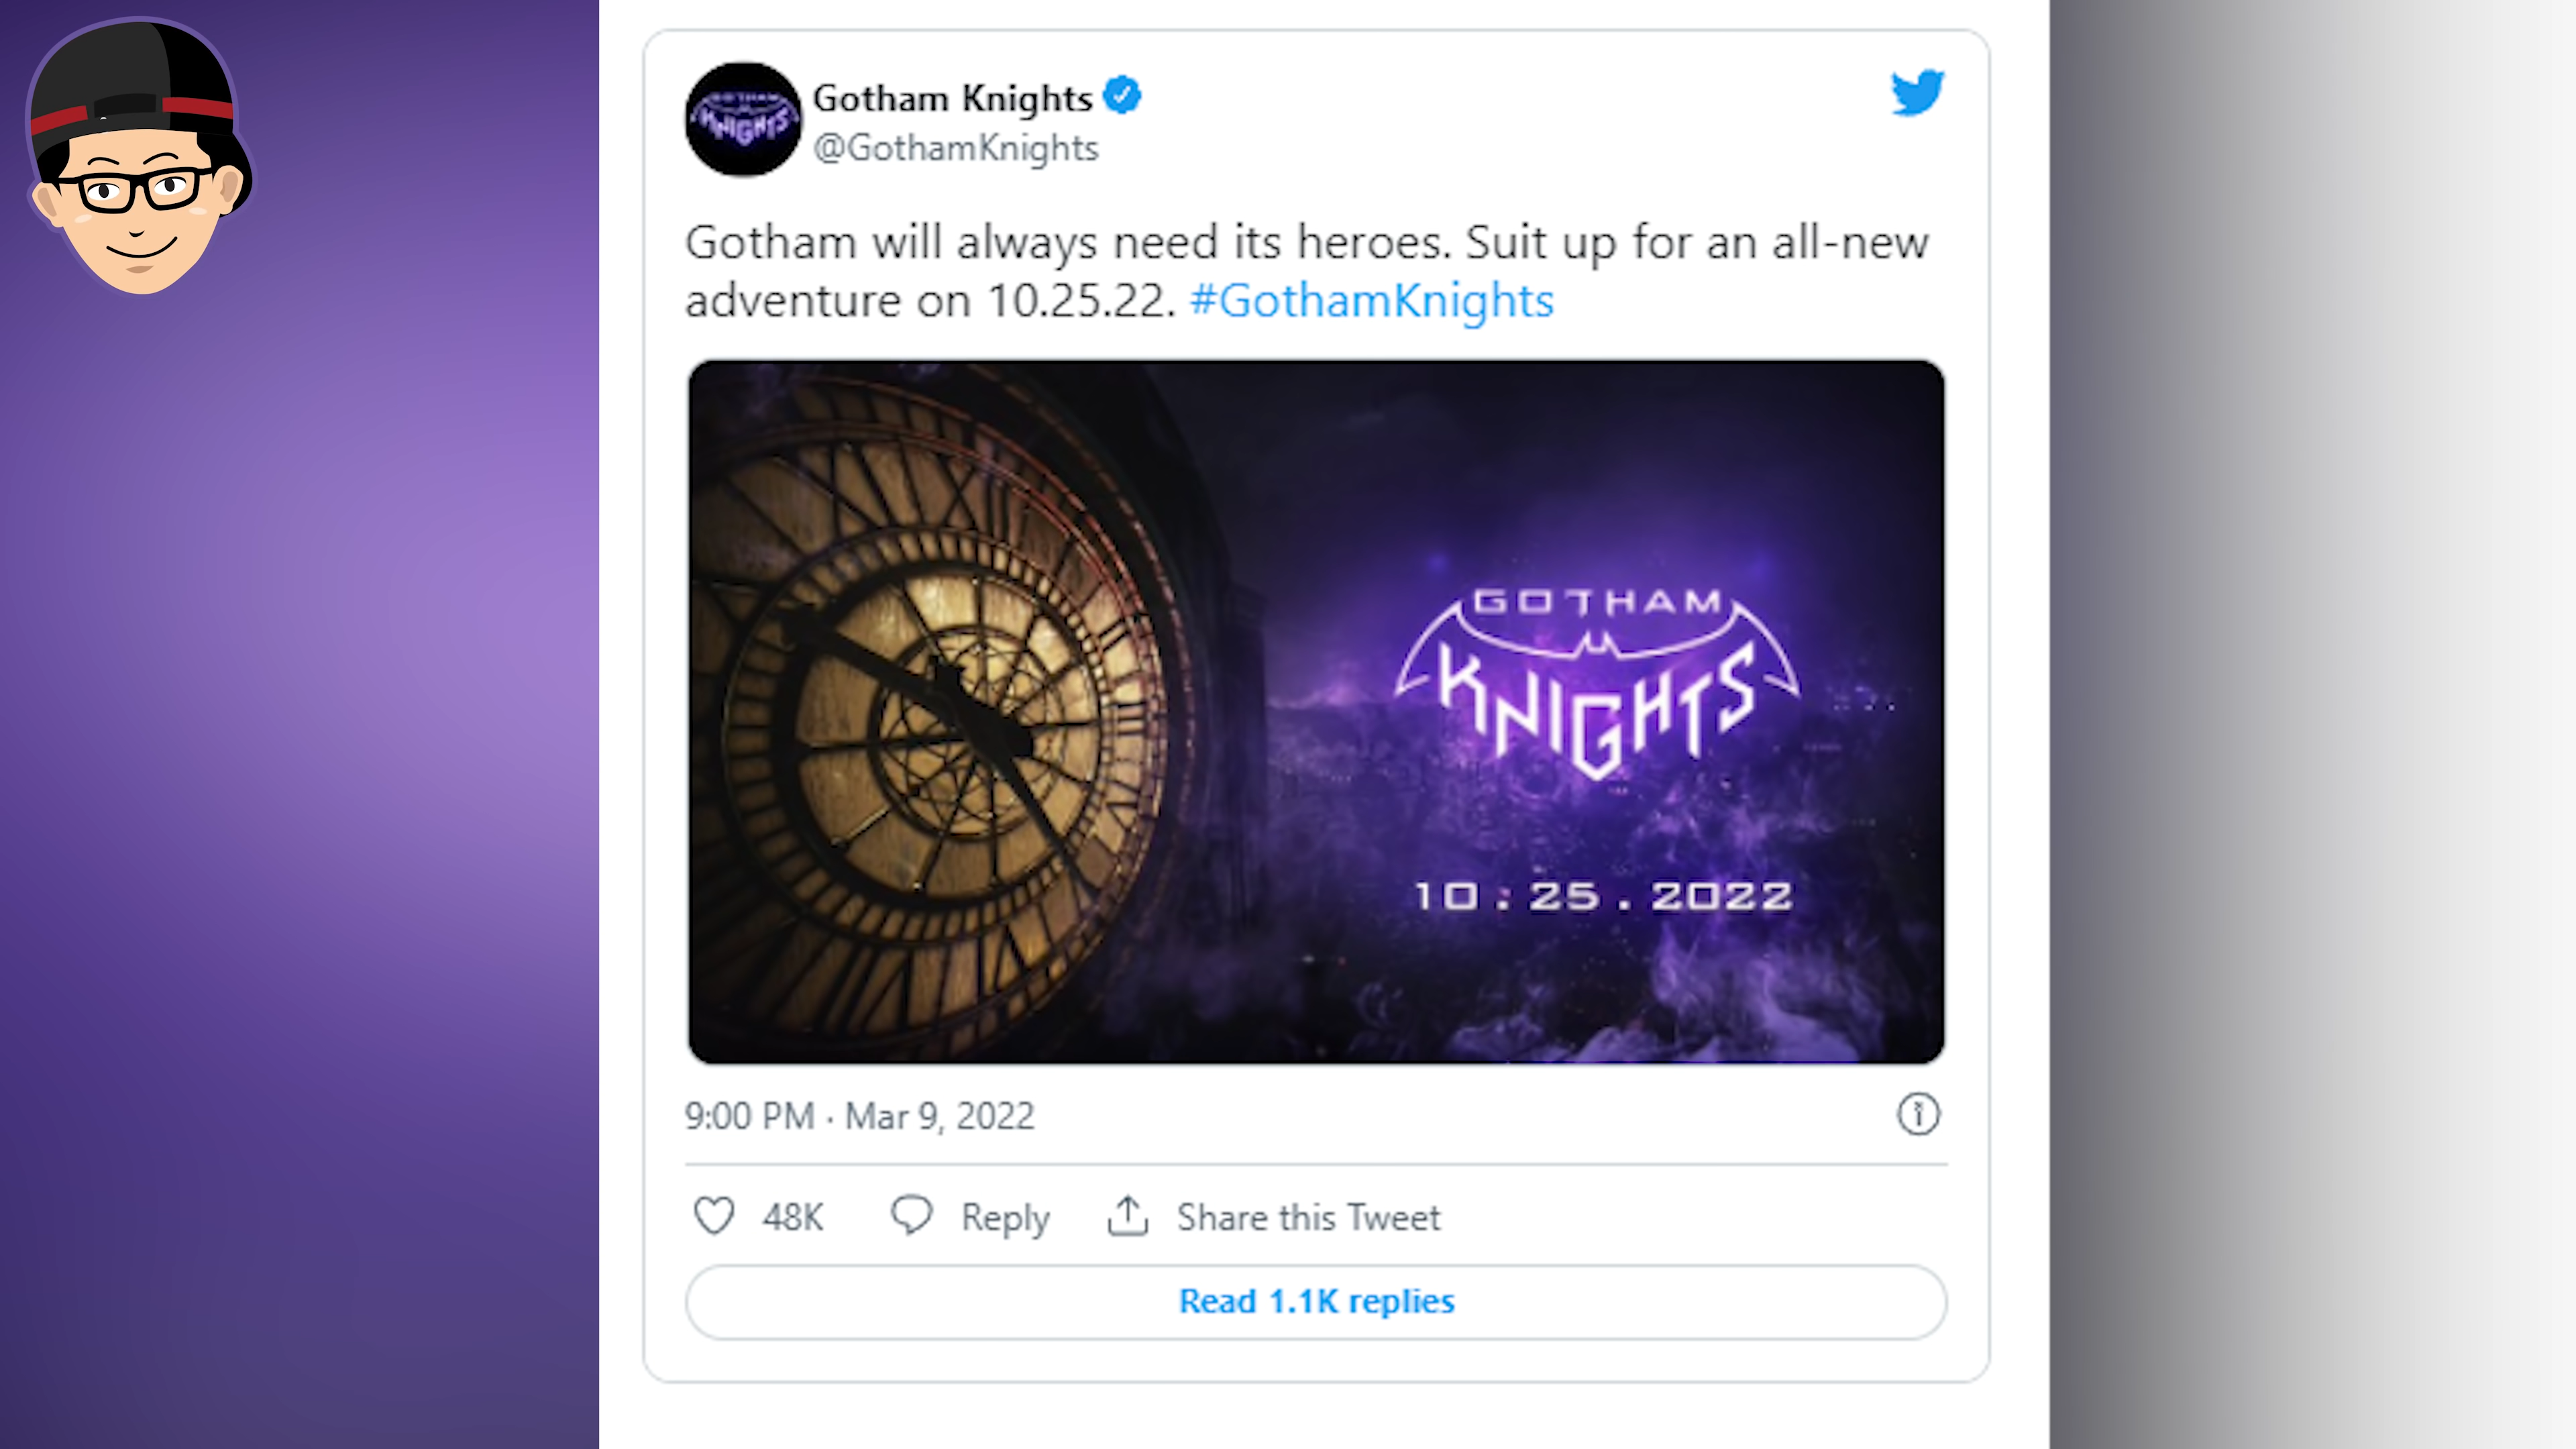 Gotham Knights
@GothamKnights
Gotham will always need its heroes. Suit up for an all-new
adventure on 10.25.22. #GothamKnights
GOTHAM
KNIGHTS
10 : 25 . 2022
9:00 PM · Mar 9, 2022
48K Reply Share this Tweet
Read 1.1K replies